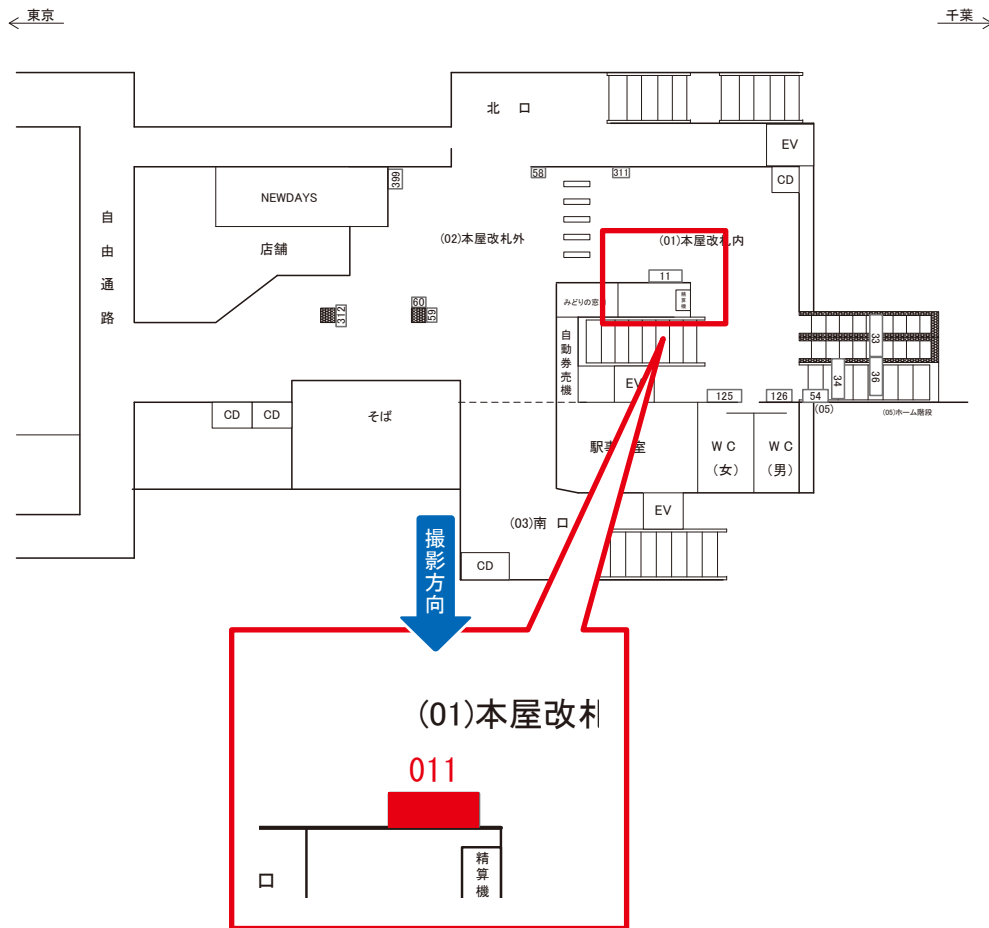 東京
千葉
北 口
EV
CD
58
311
399
NEWDAYS
自由通路
店舗
(02)本屋改札外
(01)本屋改札内
11
みどりの窓
精算機
60
59
312
自動券売機
33
34
36
EV
125
126
54
(05)
(05)ホーム階段
CD
CD
そば
駅事
室
WC
(女)
WC
(男)
EV
(03)南 口
CD
撮影方向
(01)本屋改札
011
口
精算機